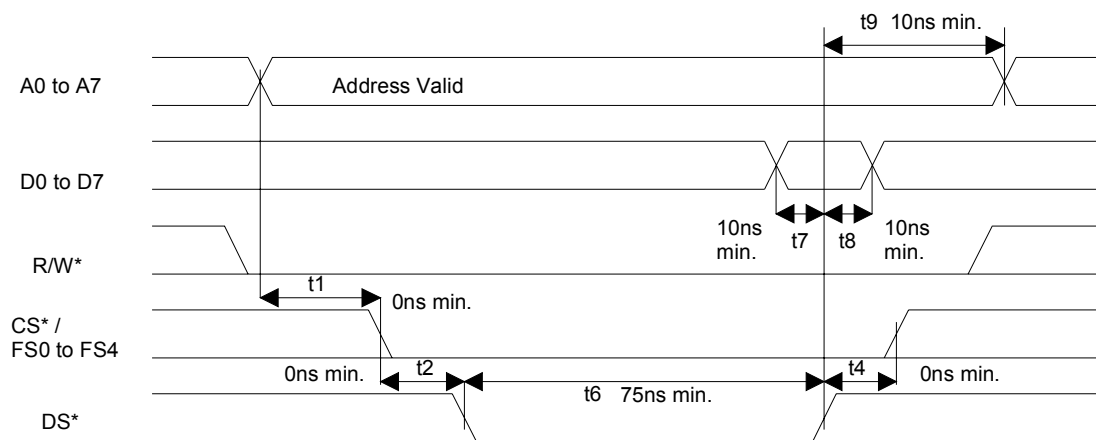 t9 10ns min.
A0 to A7
Address Valid
D0 to D7
10ns
min.
t7
t8
10ns
min.
R/W*
t1
0ns min.
CS* /
FS0 to FS4
0ns min.
t2
t6 75ns min.
t4
0ns min.
DS*